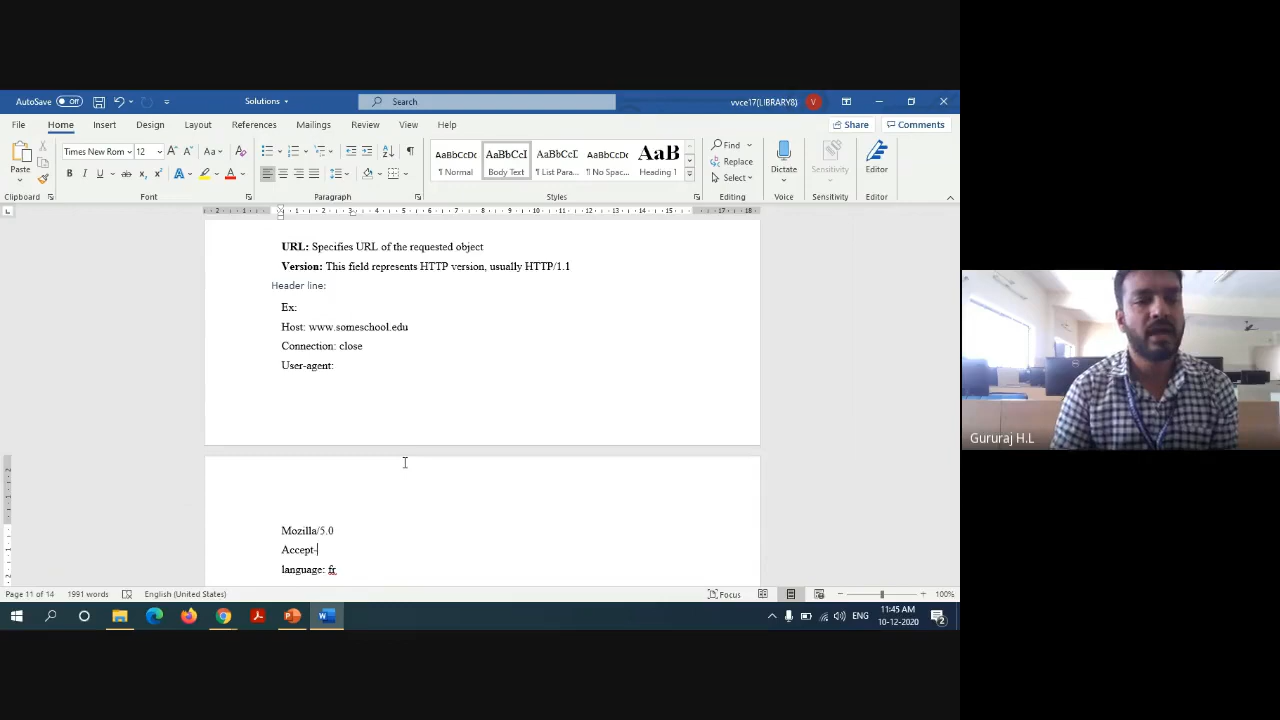 AutoSave Off
Solutions
Search
vvce17(LIBRARY8)
V
File Home Insert Design Layout References Mailings Review View Help
Share Comments
Paste
Clipboard
Times New Rom 12
Font
Paragraph
AaBbCcDc ¶ Normal
AaBbCcI Body Text
AaBbCcD ¶ List Para...
AaBbCcDc ¶ No Spac...
AaB Heading 1
Styles
Find
Replace
Select
Editing
Dictate
Voice
Sensitivity
Sensitivity
Editor
Editor
URL: Specifies URL of the requested object
Version: This field represents HTTP version, usually HTTP/1.1
Header line:
Ex:
Host: www.someschool.edu
Connection: close
User-agent:
Mozilla/5.0
Accept-
language: fr
Gururaj H.L
Page 11 of 14 1991 words English (United States)
Focus
100%
ENG
11:45 AM
10-12-2020
2